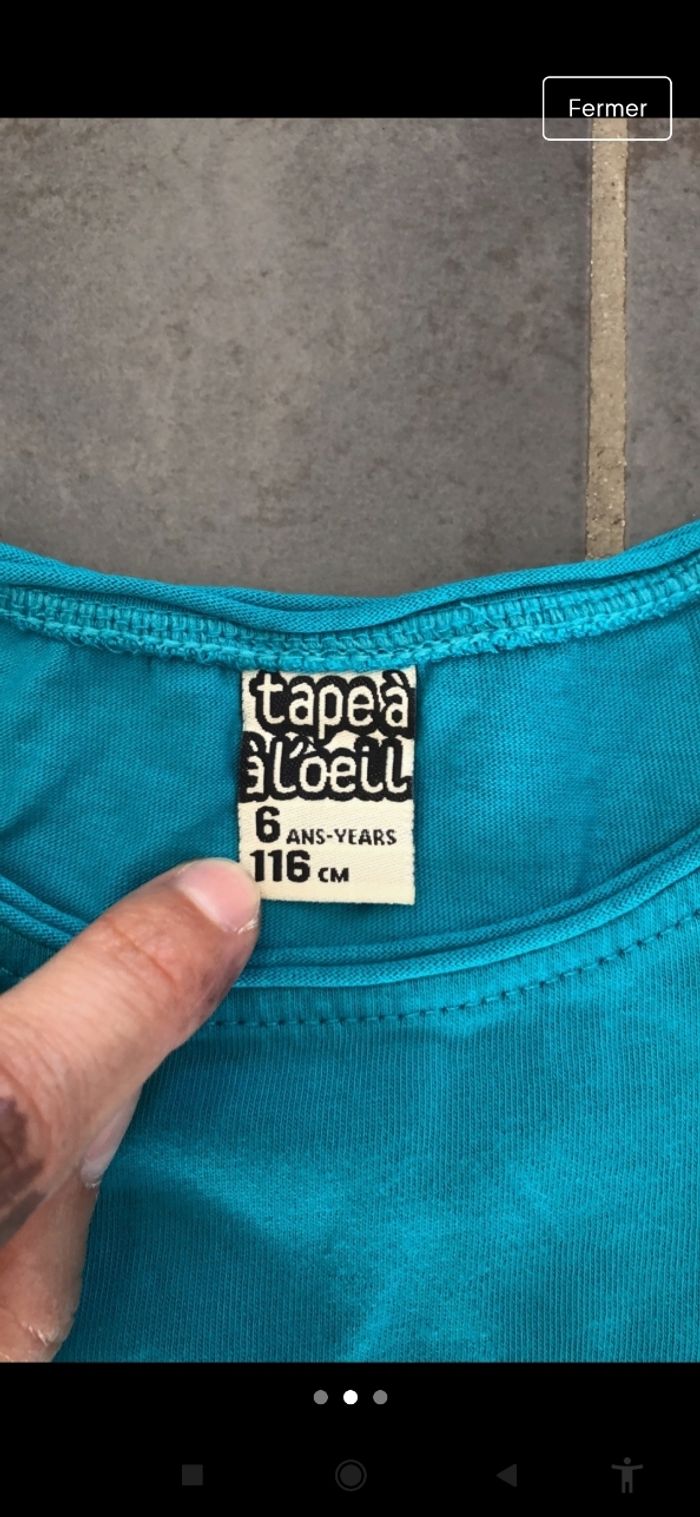 Fermer
tape à
à l'oeil
6 ANS-YEARS
116 CM